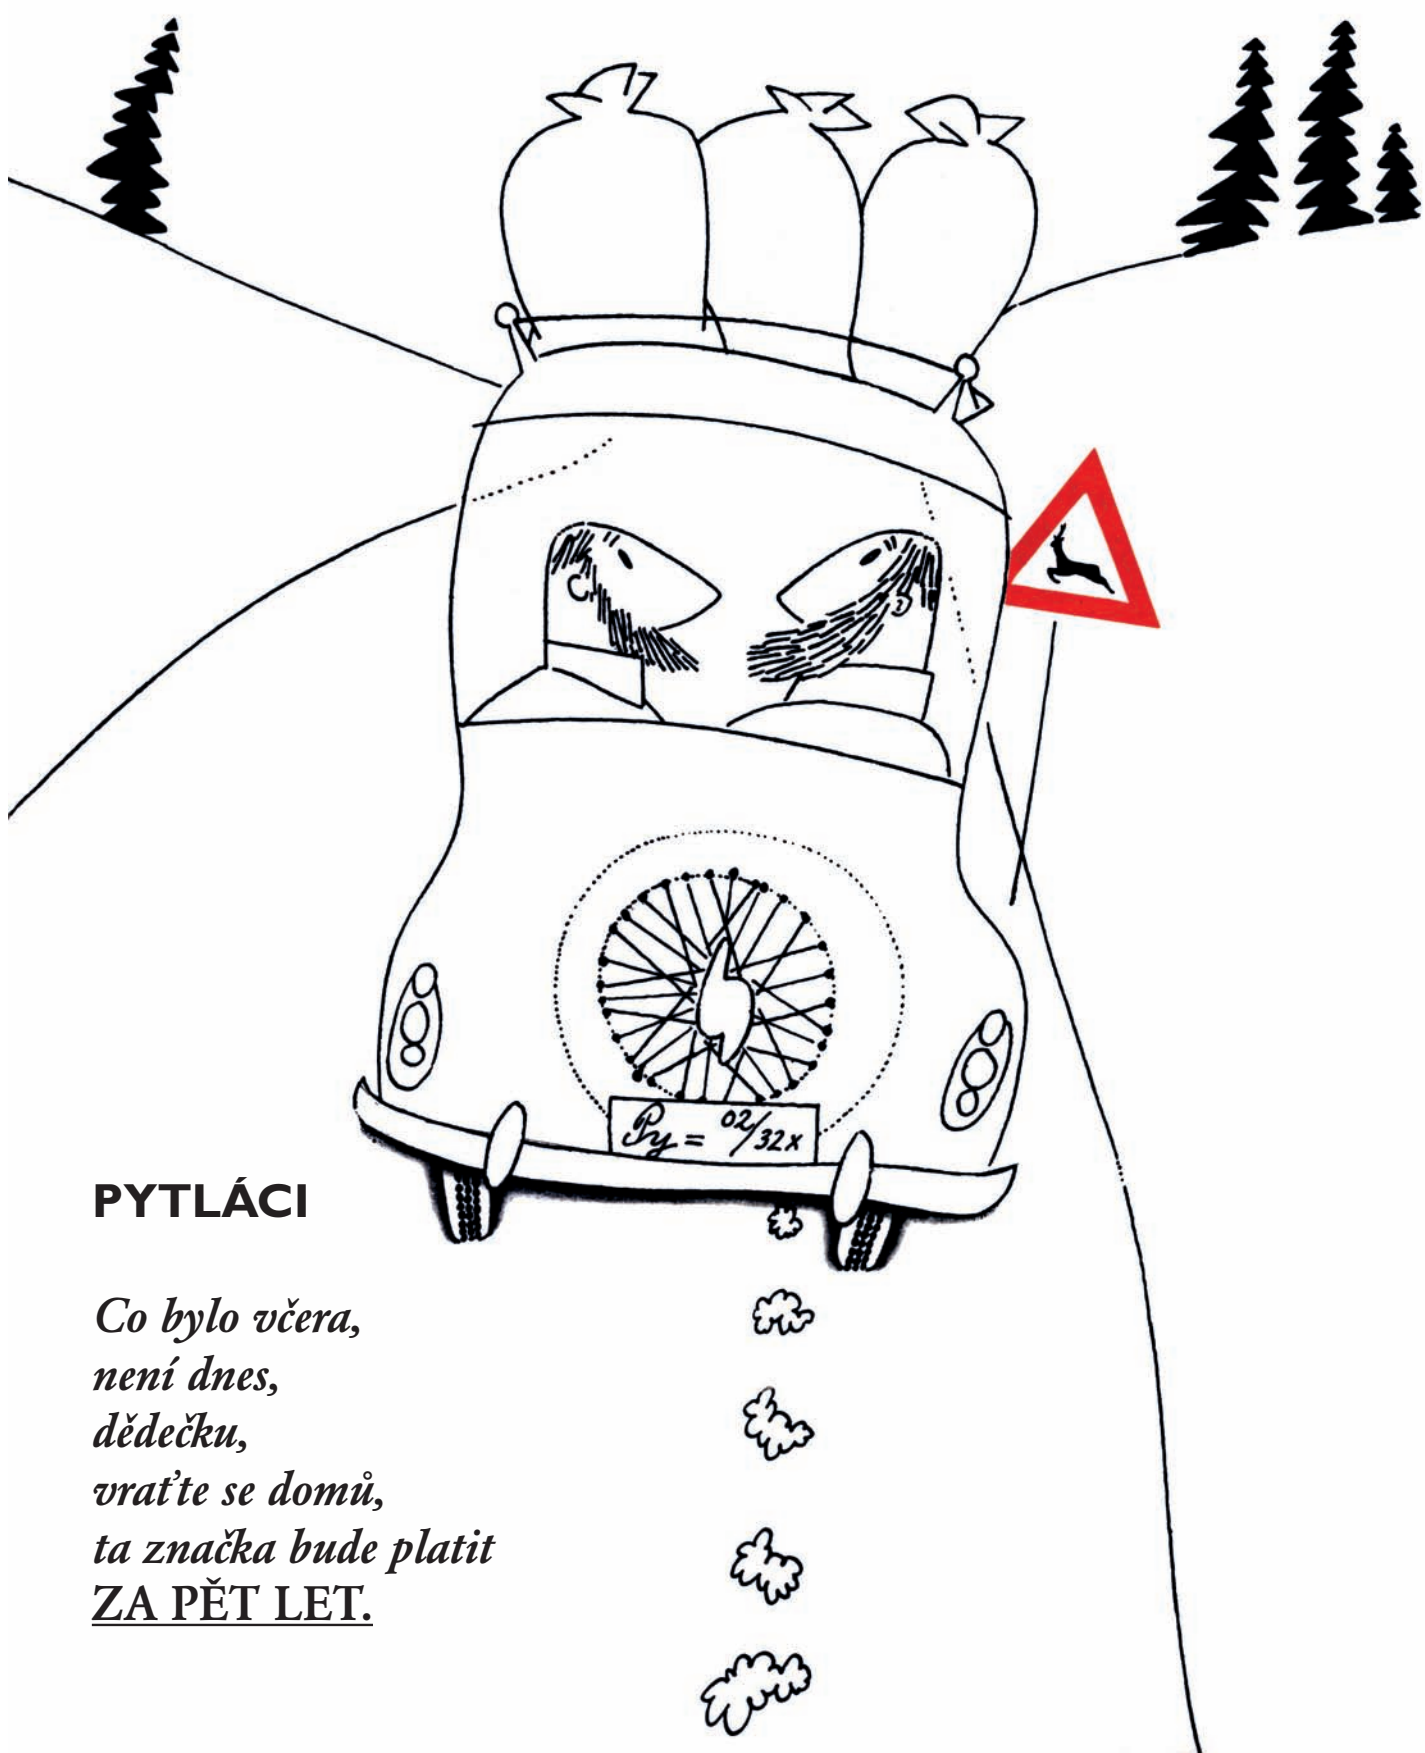 Py = 02/32x
PYTLÁCI
Co bylo včera,
není dnes,
dědečku,
vraťte se domů,
ta značka bude platit
ZA PĚT LET.